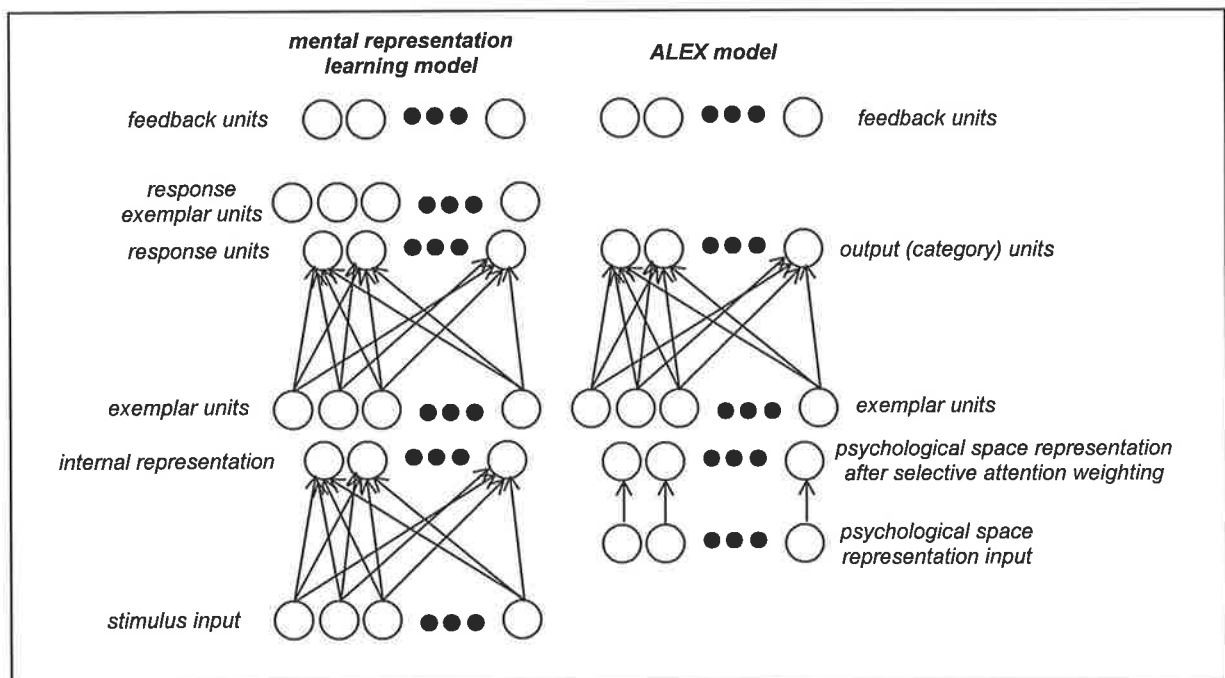 mental representation
learning model
ALEX model
feedback units
feedback units
response
exemplar units
response units
output (category) units
exemplar units
exemplar units
internal representation
psychological space representation
after selective attention weighting
psychological space
representation input
stimulus input